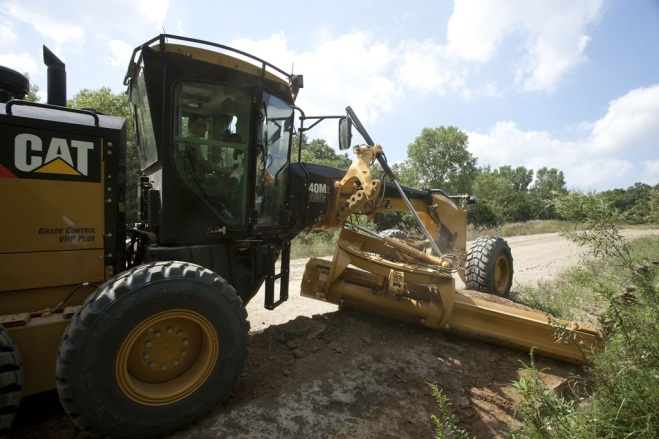 CAT
GRADE CONTROL
VHP PLUS
40M